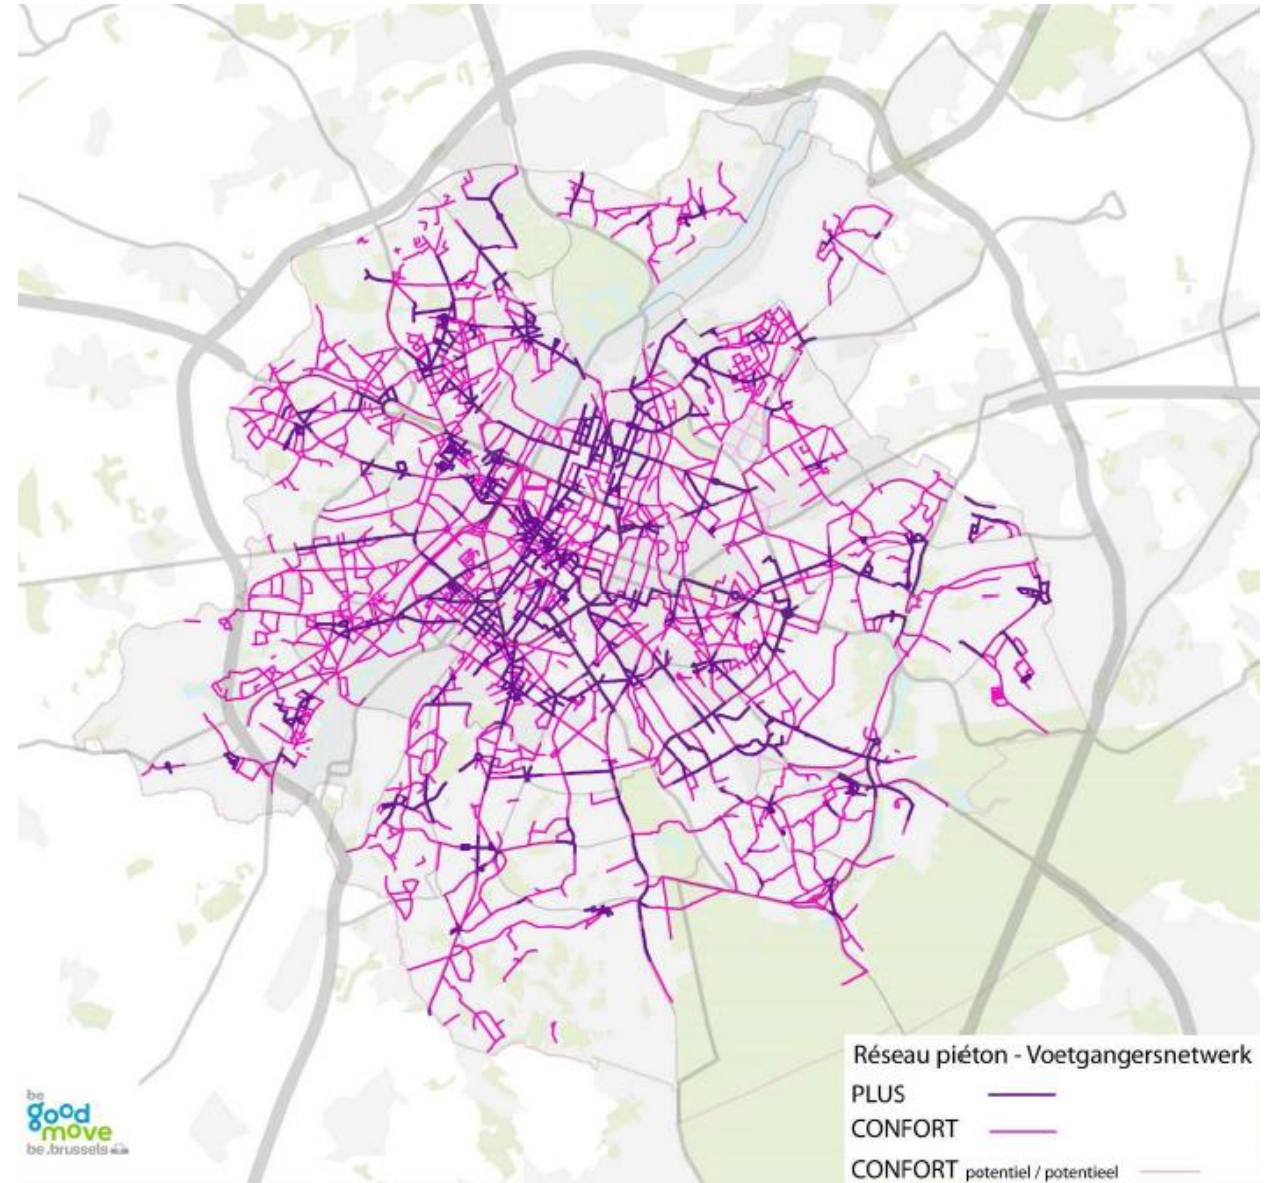 Réseau piéton - Voetgangersnetwerk
PLUS
CONFORT
CONFORT potentiel / potentieel
be
good
move
be.brussels